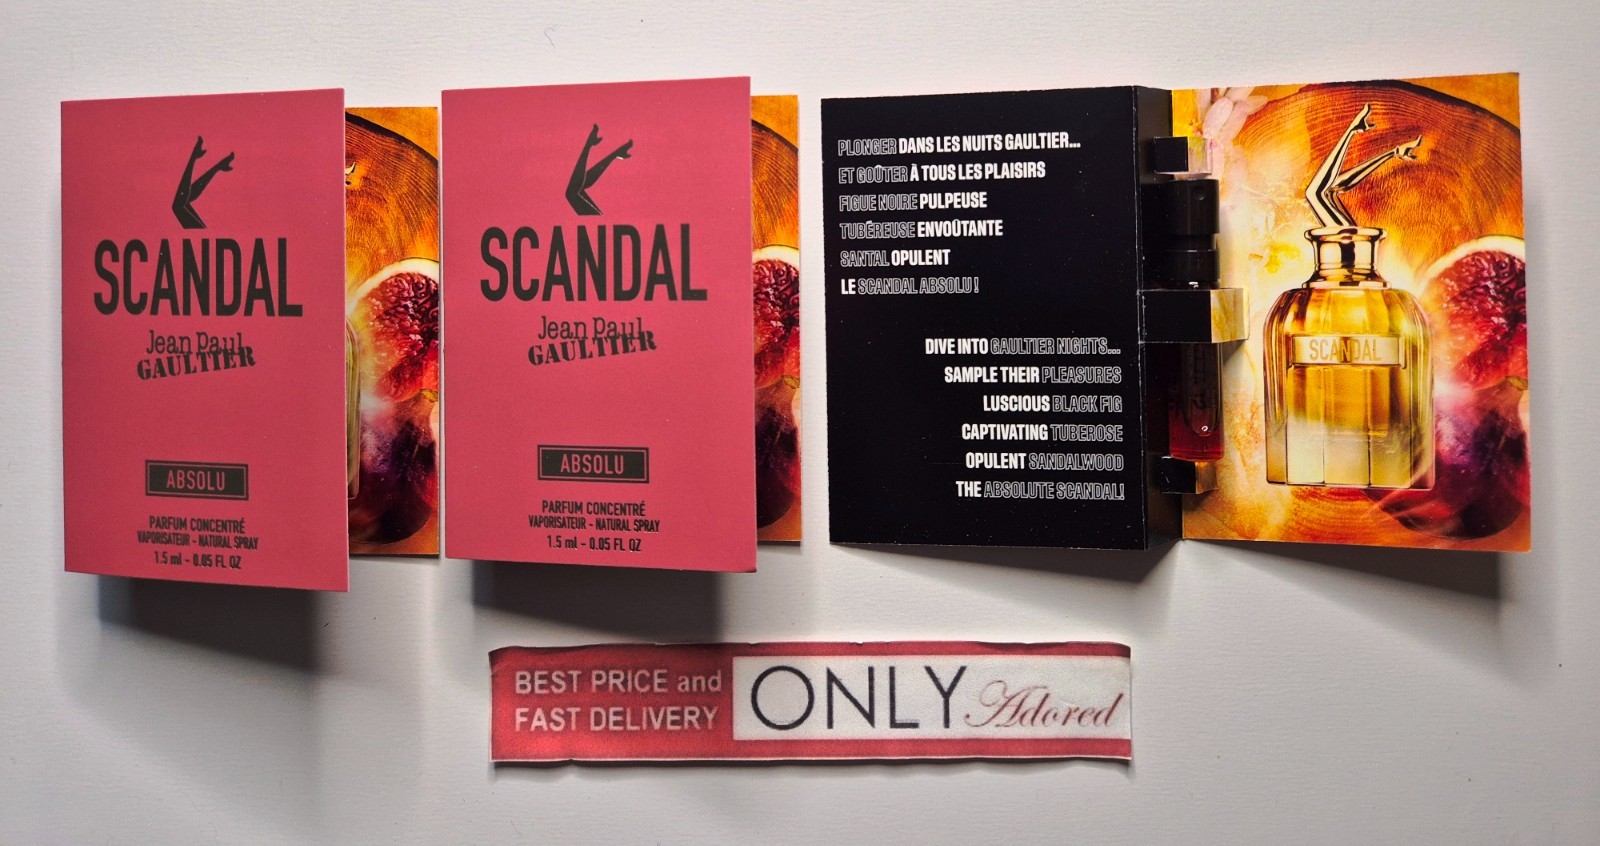 SCANDAL
Jean Paul
GAULTIER
ABSOLU
PARFUM CONCENTRÉ
VAPORISATEUR - NATURAL SPRAY
1.5 ml - 0.05 FL OZ
SCANDAL
Jean Paul
GAULTIER
ABSOLU
PARFUM CONCENTRÉ
VAPORISATEUR - NATURAL SPRAY
1.5 ml - 0.05 FL OZ
PLONGER DANS LES NUITS GAULTIER...
ET GOÛTER À TOUS LES PLAISIRS
FIGUE NOIRE PULPEUSE
TUBÉREUSE ENVOÛTANTE
SANTAL OPULENT
LE SCANDAL ABSOLU !
DIVE INTO GAULTIER NIGHTS...
SAMPLE THEIR PLEASURES
LUSCIOUS BLACK FIG
CAPTIVATING TUBEROSE
OPULENT SANDALWOOD
THE ABSOLUTE SCANDAL!
SCANDAL
BEST PRICE and
FAST DELIVERY
ONLY Adored